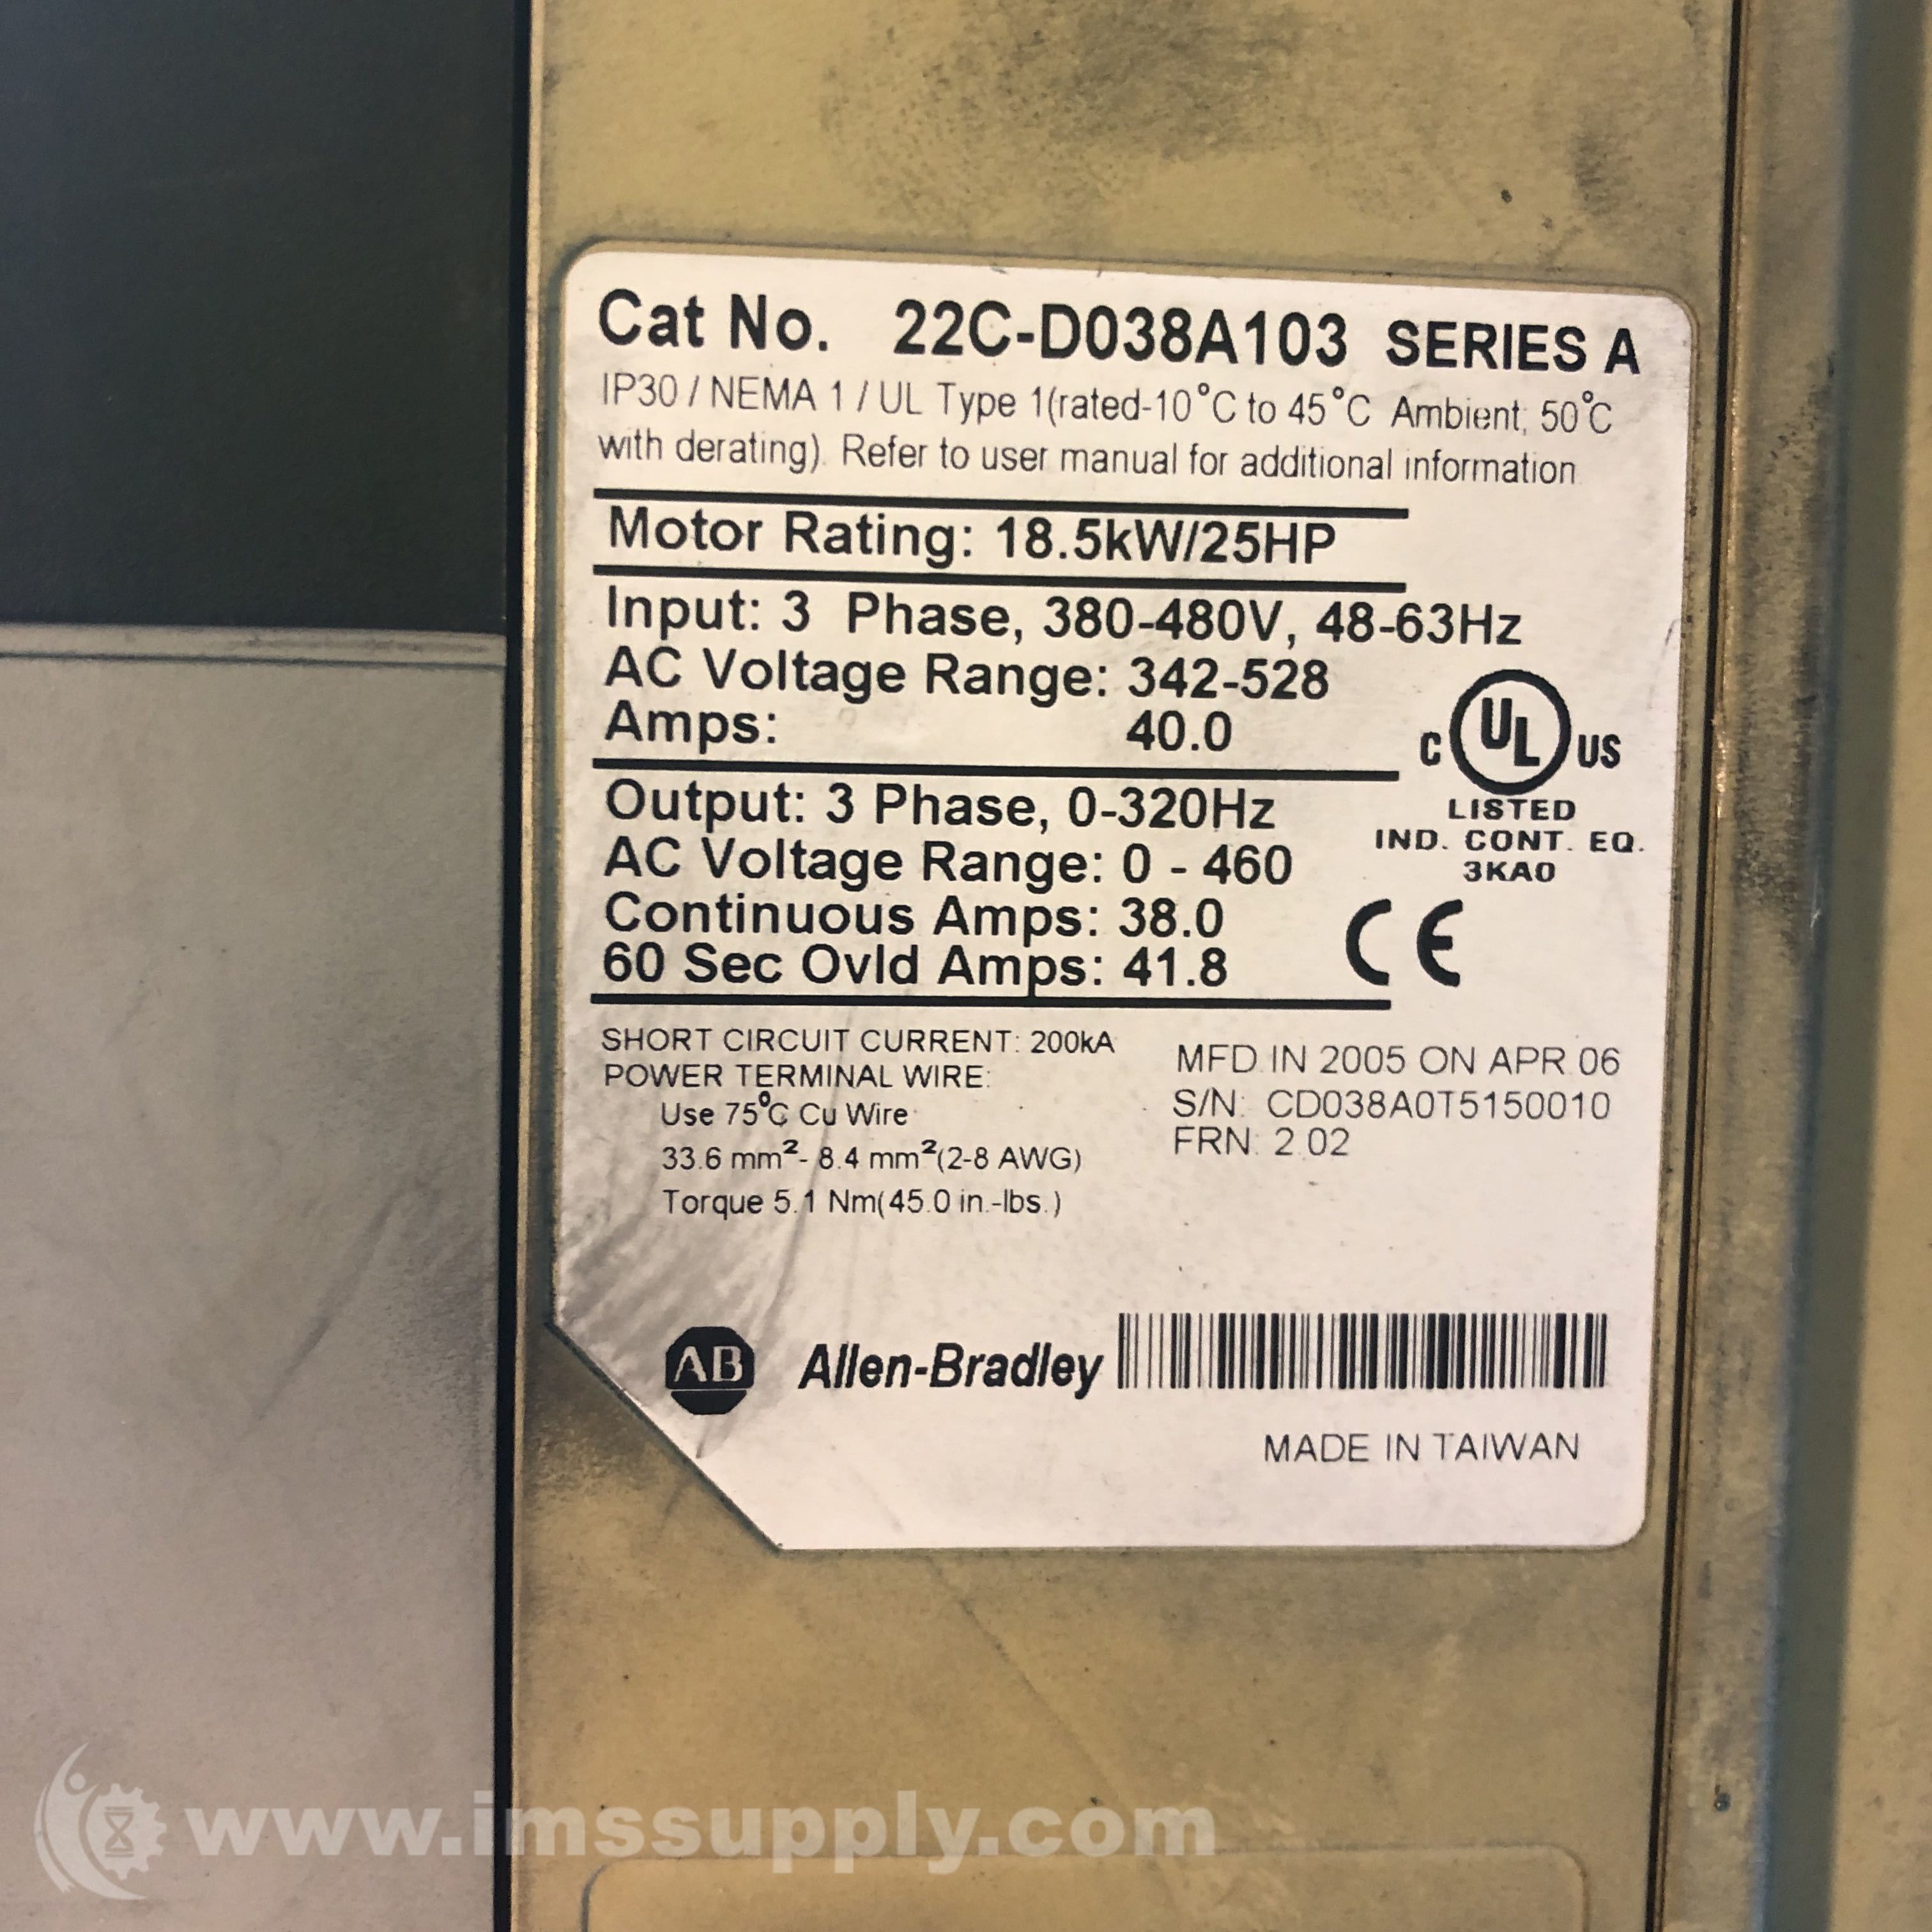 Cat No. 22C-D038A103 SERIES A
IP30 / NEMA 1 / UL Type 1(rated-10°C to 45°C Ambient; 50°C
with derating). Refer to user manual for additional information
Motor Rating: 18.5kW/25HP
Input: 3 Phase, 380-480V, 48-63Hz
AC Voltage Range: 342-528
Amps: 40.0
Output: 3 Phase, 0-320Hz
AC Voltage Range: 0 - 460
Continuous Amps: 38.0
60 Sec Ovld Amps: 41.8
C UL US
LISTED
IND. CONT. EQ.
3KA0
CE
SHORT CIRCUIT CURRENT: 200kA
POWER TERMINAL WIRE:
Use 75°C Cu Wire
33.6 mm²- 8.4 mm²(2-8 AWG)
Torque 5.1 Nm(45.0 in.-lbs.)
MFD IN 2005 ON APR 06
S/N: CD038A0T5150010
FRN: 2.02
AB Allen-Bradley
MADE IN TAIWAN
www.imssupply.com